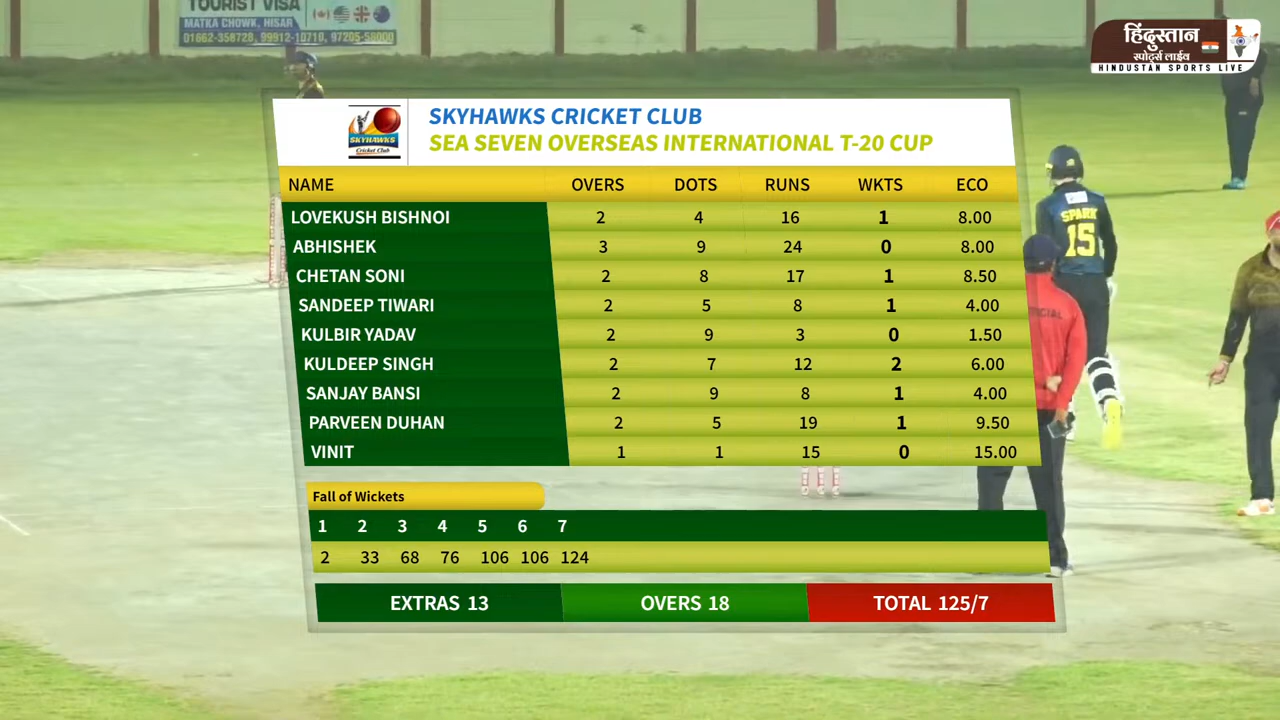 TOURIST VISA
MATKA CHOWK, HISAR
01662-358728, 99912-10718, 97205-58000
हिंदुस्तान
स्पोर्ट्स लाईव
HINDUSTAN SPORTS LIVE
SKYHAWKS
Cricket Club
SKYHAWKS CRICKET CLUB
SEA SEVEN OVERSEAS INTERNATIONAL T-20 CUP
NAME OVERS DOTS RUNS WKTS ECO
LOVEKUSH BISHNOI 2 4 16 1 8.00
ABHISHEK 3 9 24 0 8.00
CHETAN SONI 2 8 17 1 8.50
SANDEEP TIWARI 2 5 8 1 4.00
KULBIR YADAV 2 9 3 0 1.50
KULDEEP SINGH 2 7 12 2 6.00
SANJAY BANSI 2 9 8 1 4.00
PARVEEN DUHAN 2 5 19 1 9.50
VINIT 1 1 15 0 15.00
SPARK
15
Fall of Wickets
1 2 3 4 5 6 7
2 33 68 76 106 106 124
EXTRAS 13 OVERS 18 TOTAL 125/7